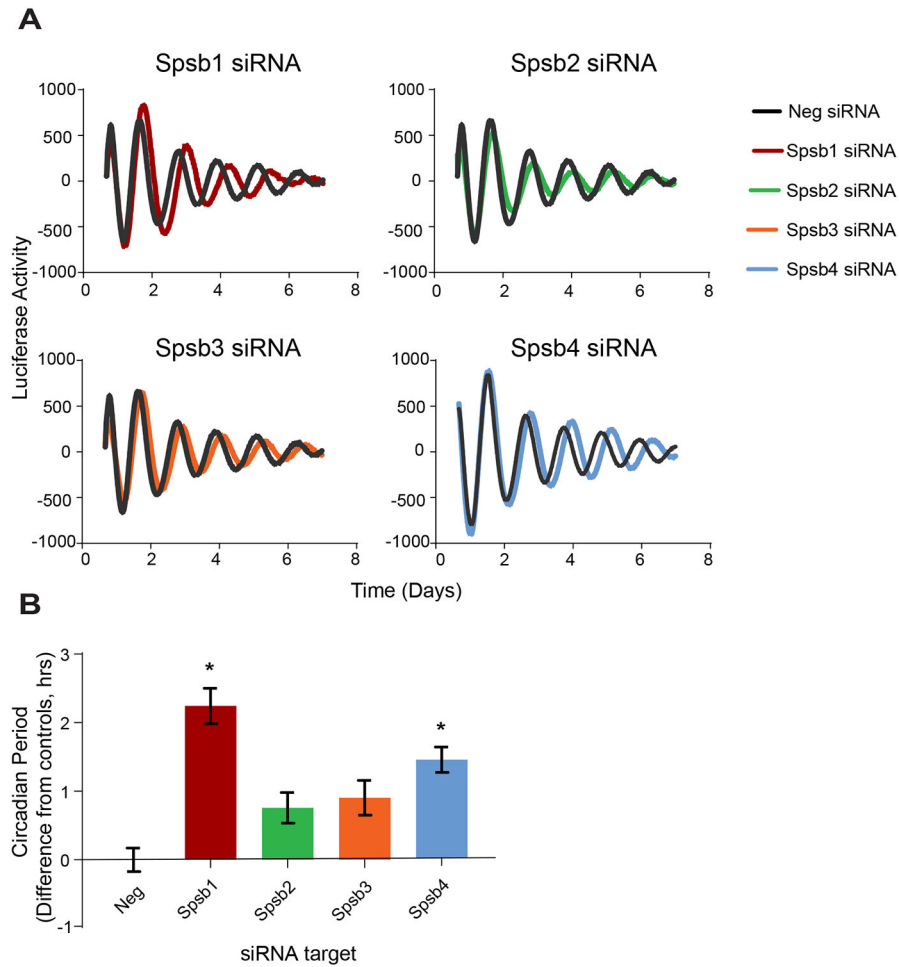 A
Spsb1 siRNA
Spsb2 siRNA
1000
500
0
-500
-1000
0 2 4 6 8
1000
500
0
-500
-1000
0 2 4 6 8
Neg siRNA
Spsb1 siRNA
Spsb2 siRNA
Spsb3 siRNA
Spsb4 siRNA
Luciferase Activity
Spsb3 siRNA
Spsb4 siRNA
1000
500
0
-500
-1000
0 2 4 6 8
1000
500
0
-500
-1000
0 2 4 6 8
Time (Days)
B
Circadian Period
(Difference from controls, hrs)
3
2
1
0
-1
*
*
Neg
Spsb1
Spsb2
Spsb3
Spsb4
siRNA target